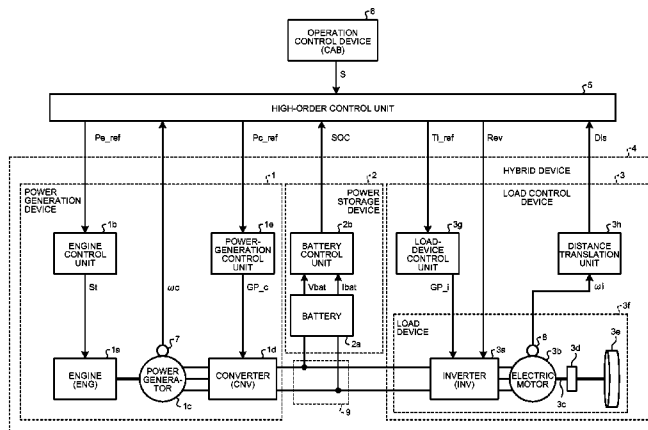 6
OPERATION
CONTROL DEVICE
(CAB)
S
5
HIGH-ORDER CONTROL UNIT
Pe_ref
Pc_ref
SOC
Tl_ref
Rev
Dis
4
HYBRID DEVICE
1
2
3
POWER
GENERATION
DEVICE
POWER
STORAGE
DEVICE
LOAD CONTROL
DEVICE
1b
ENGINE
CONTROL
UNIT
1e
POWER-
GENERATION
CONTROL
UNIT
2b
BATTERY
CONTROL
UNIT
3g
LOAD-
DEVICE
CONTROL
UNIT
3h
DISTANCE
TRANSLATION
UNIT
St
ωc
GP_c
Vbat
Ibat
GP_i
ωi
BATTERY
2a
3f
LOAD
DEVICE
1a
ENGINE
(ENG)
7
POWER
GENERA-
TOR
1c
1d
CONVERTER
(CNV)
9
3a
INVERTER
(INV)
8
3b
ELECTRIC
MOTOR
3c
3d
3e